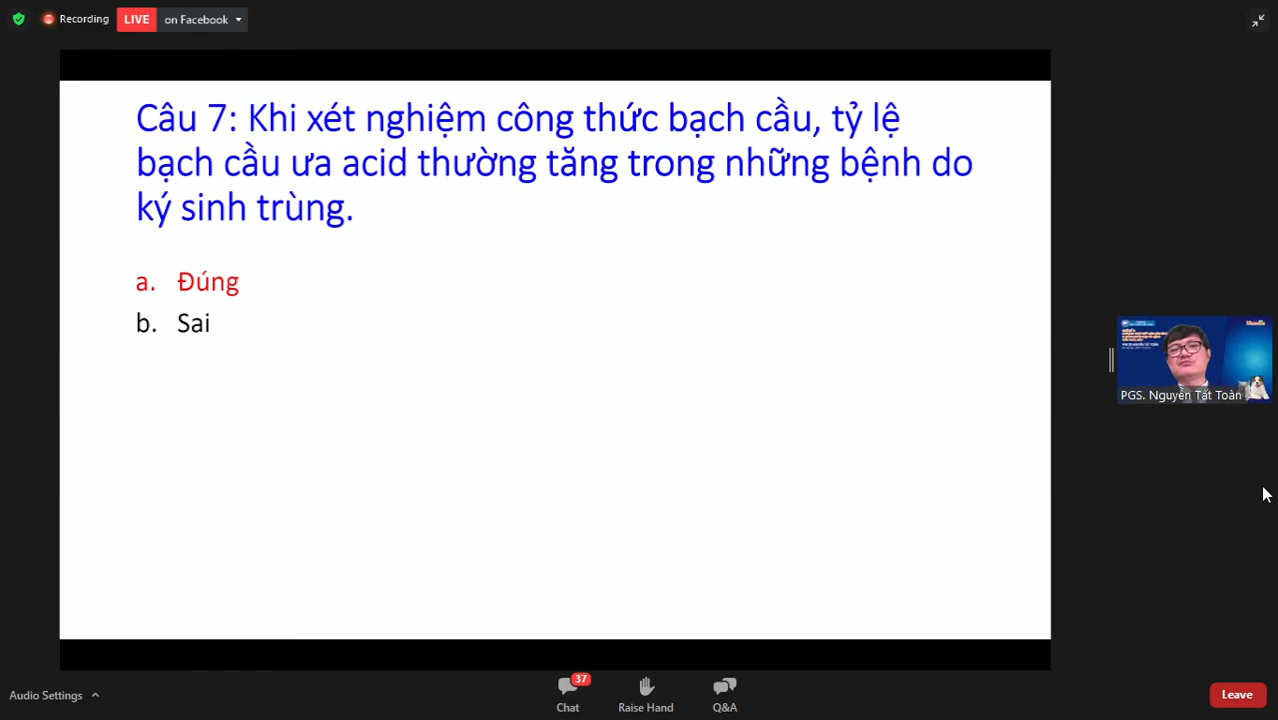 Recording
LIVE
on Facebook
Câu 7: Khi xét nghiệm công thức bạch cầu, tỷ lệ
bạch cầu ưa acid thường tăng trong những bệnh do
ký sinh trùng.
a. Đúng
b. Sai
PGS. Nguyễn Tất Toàn
Audio Settings
37
Chat
Raise Hand
Q&A
Leave